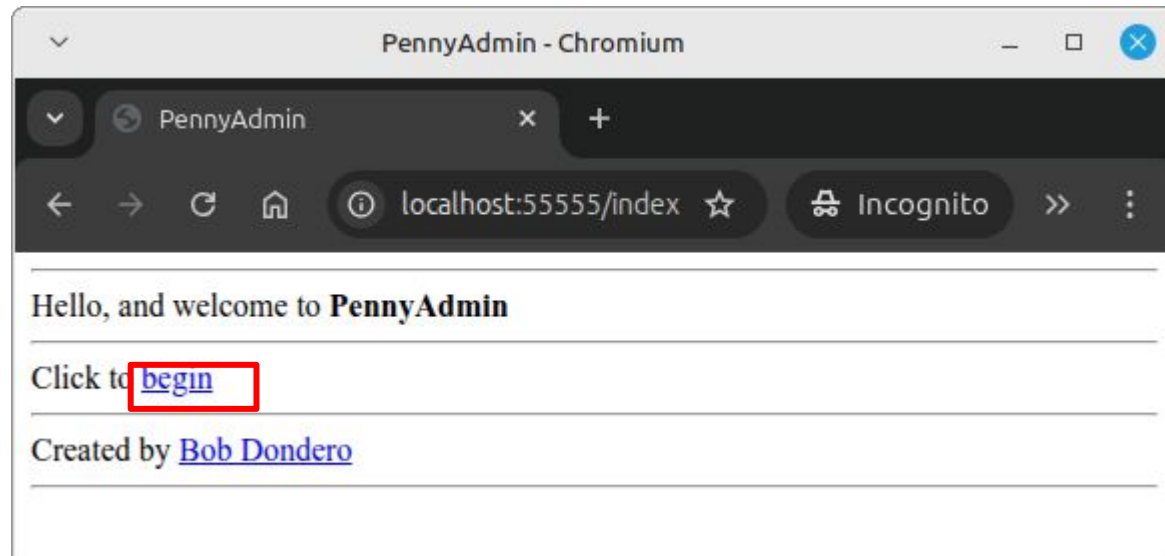 PennyAdmin - Chromium
PennyAdmin
localhost:55555/index
Incognito
Hello, and welcome to PennyAdmin
Click to begin
Created by Bob Dondero